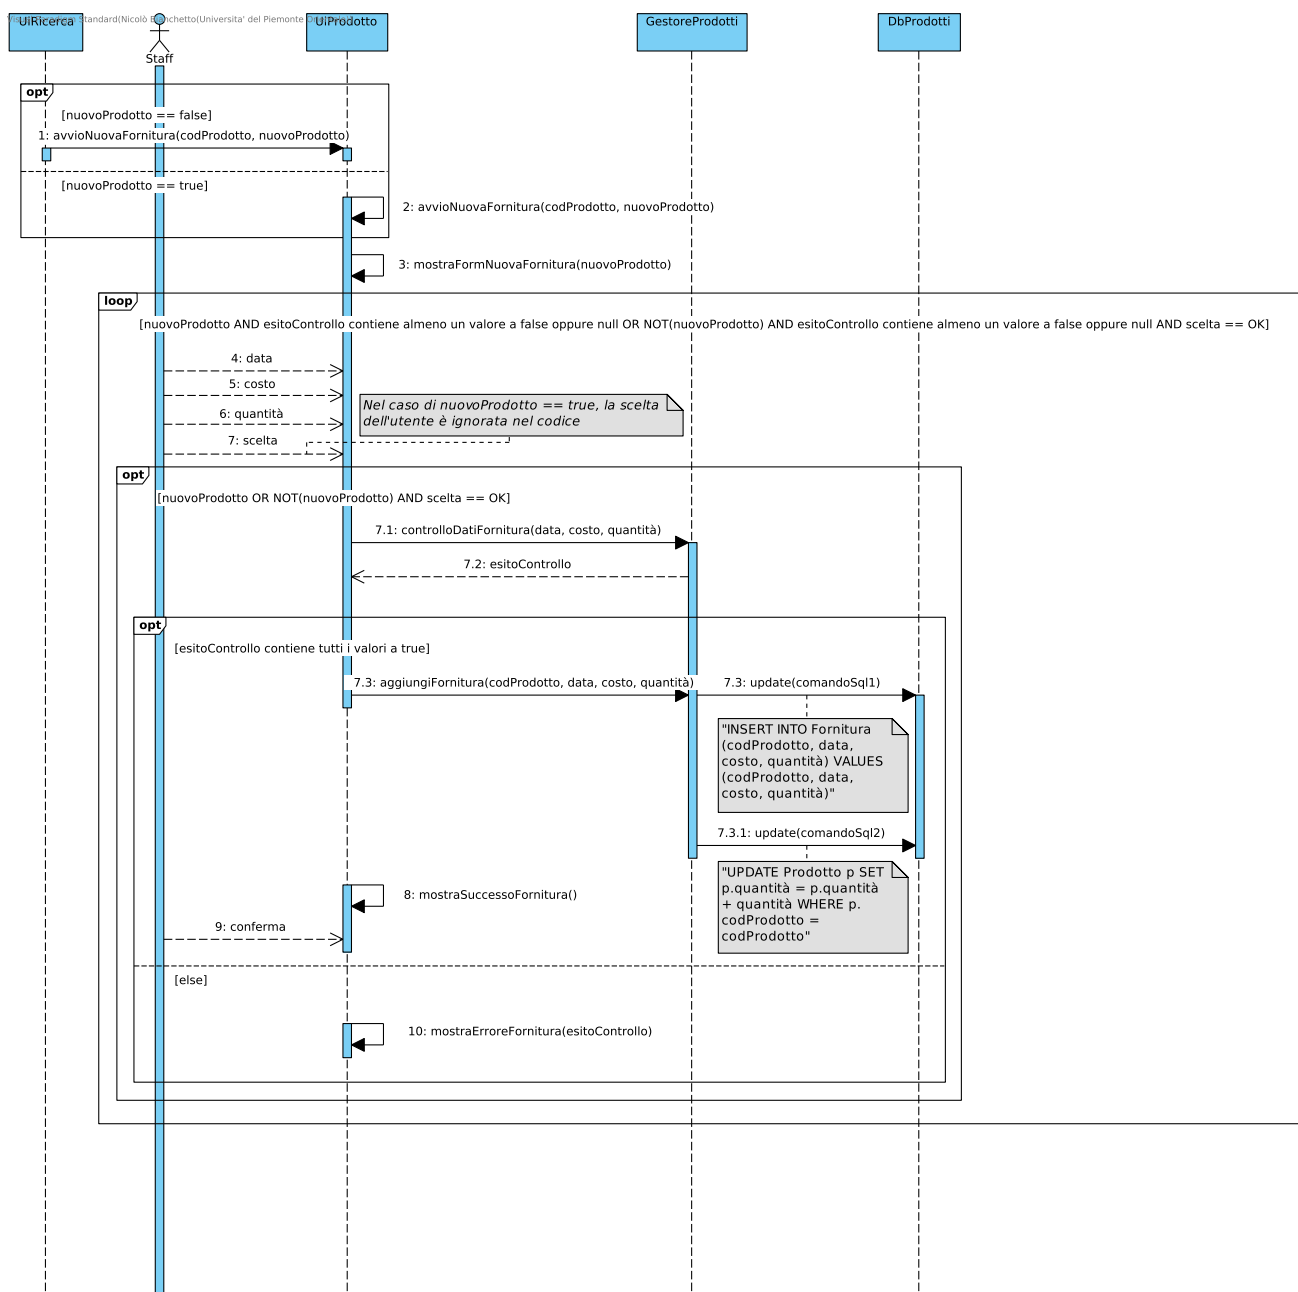 UiRicerca
Staff
UiProdotto
GestoreProdotti
DbProdotti
opt
[nuovoProdotto == false]
1: avvioNuovaFornitura(codProdotto, nuovoProdotto)
[nuovoProdotto == true]
2: avvioNuovaFornitura(codProdotto, nuovoProdotto)
3: mostraFormNuovaFornitura(nuovoProdotto)
loop
[nuovoProdotto AND esitoControllo contiene almeno un valore a false oppure null OR NOT(nuovoProdotto) AND esitoControllo contiene almeno un valore a false oppure null AND scelta == OK]
4: data
5: costo
6: quantità
7: scelta
Nel caso di nuovoProdotto == true, la scelta
dell'utente è ignorata nel codice
opt
[nuovoProdotto OR NOT(nuovoProdotto) AND scelta == OK]
7.1: controlloDatiFornitura(data, costo, quantità)
7.2: esitoControllo
opt
[esitoControllo contiene tutti i valori a true]
7.3: aggiungiFornitura(codProdotto, data, costo, quantità)
7.3: update(comandoSql1)
"INSERT INTO Fornitura
(codProdotto, data,
costo, quantità) VALUES
(codProdotto, data,
costo, quantità)"
7.3.1: update(comandoSql2)
"UPDATE Prodotto p SET
p.quantità = p.quantità
+ quantità WHERE p.
codProdotto =
codProdotto"
8: mostraSuccessoFornitura()
9: conferma
[else]
10: mostraErroreFornitura(esitoControllo)